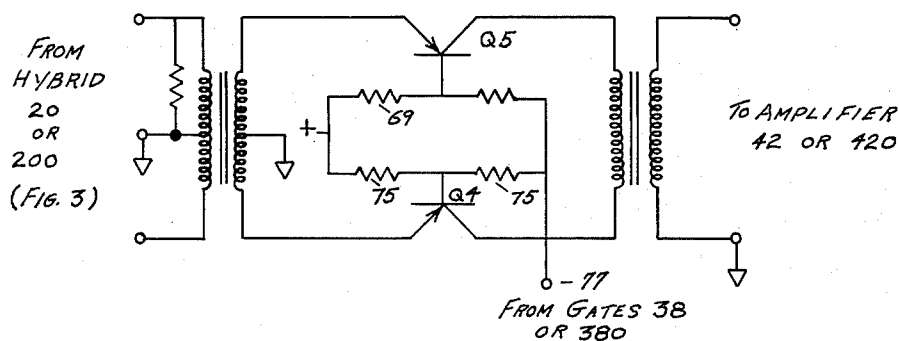 FROM
HYBRID
20
OR
200
(FIG. 3)
Q5
69
+
75
Q4
75
TO AMPLIFIER
42 OR 420
-77
FROM GATES 38
OR 380